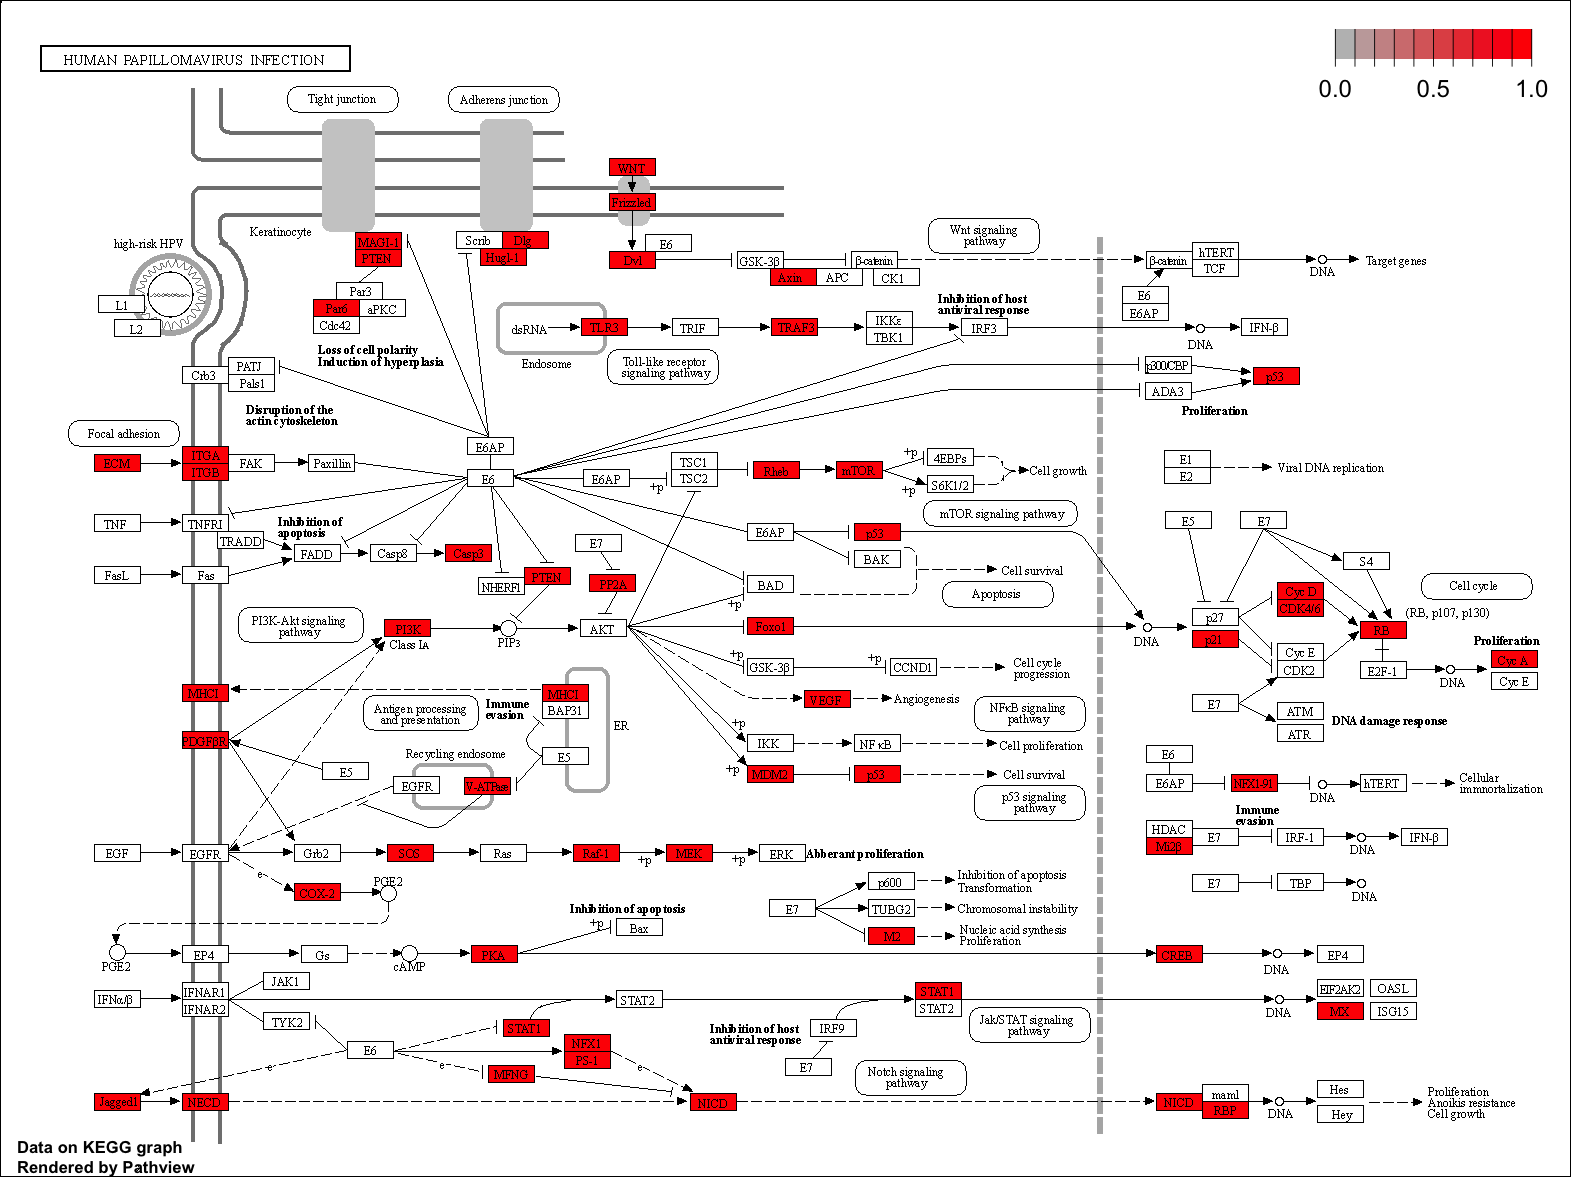 HUMAN PAPILLOMAVIRUS INFECTION
0.0 0.5 1.0
Tight junction
Adherens junction
WNT
Frizzled
high-risk HPV
Keratinocyte
MAGI-1
PTEN
Scrib
Dlg
Hugl-1
Dvl
E6
GSK-3β
β-catenin
Axin
APC
CK1
Wnt signaling
pathway
β-catenin
hTERT
TCF
DNA
Target genes
E6
E6AP
L1
L2
Par3
Par6
aPKC
Cdc42
Loss of cell polarity
Induction of hyperplasia
dsRNA
TLR3
TRIF
TRAF3
IKKε
TBK1
Inhibition of host
antiviral response
IRF3
DNA
IFN-β
Endosome
Toll-like receptor
signaling pathway
Crb3
PATJ
Pals1
p300/CBP
ADA3
p53
Proliferation
Disruption of the
actin cytoskeleton
Focal adhesion
ECM
ITGA
ITGB
FAK
Paxillin
E6AP
E6
E6AP
+p
TSC1
TSC2
Rheb
mTOR
+p
+p
4EBPs
S6K1/2
Cell growth
mTOR signaling pathway
E1
E2
Viral DNA replication
TNF
TNFR1
TRADD
Inhibition of
apoptosis
FADD
Casp8
Casp3
FasL
Fas
NHERF1
PTEN
E7
PP2A
E6AP
p53
BAK
BAD
+p
Cell survival
Apoptosis
E5
E7
S4
Cell cycle
p27
p21
Cyc D
CDK4/6
Cyc E
CDK2
RB
(RB, p107, p130)
Proliferation
E2F-1
DNA
Cyc A
Cyc E
PI3K-Akt signaling
pathway
PI3K
Class IA
PIP3
AKT
Foxo1
DNA
+p
GSK-3β
+p
CCND1
Cell cycle
progression
VEGF
Angiogenesis
NFκB signaling
pathway
E7
ATM
ATR
DNA damage response
MHCI
MHCI
BAP31
ER
Immune
evasion
Antigen processing
and presentation
PDGFβR
E5
E5
Recycling endosome
EGFR
V-ATPase
+p
IKK
NFκB
Cell proliferation
+p
MDM2
p53
Cell survival
p53 signaling
pathway
E6
E6AP
NFX1-91
DNA
hTERT
Cellular
immnortalization
Immune
evasion
HDAC
Mi2β
E7
IRF-1
DNA
IFN-β
E7
TBP
DNA
EGF
EGFR
Grb2
SOS
Ras
Raf-1
+p
MEK
+p
ERK
Abberant proliferation
e
COX-2
PGE2
E7
p600
TUBG2
M2
Inhibition of apoptosis
Transformation
Chromosomal instability
Nucleic acid synthesis
Proliferation
Inhibition of apoptosis
+p
Bax
PGE2
EP4
Gs
cAMP
PKA
CREB
DNA
EP4
IFNα/β
IFNAR1
IFNAR2
JAK1
TYK2
STAT2
STAT1
STAT1
STAT2
IRF9
E7
Inhibition of host
antiviral response
Jak/STAT signaling
pathway
DNA
EIF2AK2
OASL
MX
ISG15
E6
NFX1
PS-1
MFNG
e
e
e
Notch signaling
pathway
Jagged1
NECD
NICD
NICD
maml
RBP
DNA
Hes
Hey
Proliferation
Anoikis resistance
Cell growth
Data on KEGG graph
Rendered by Pathview